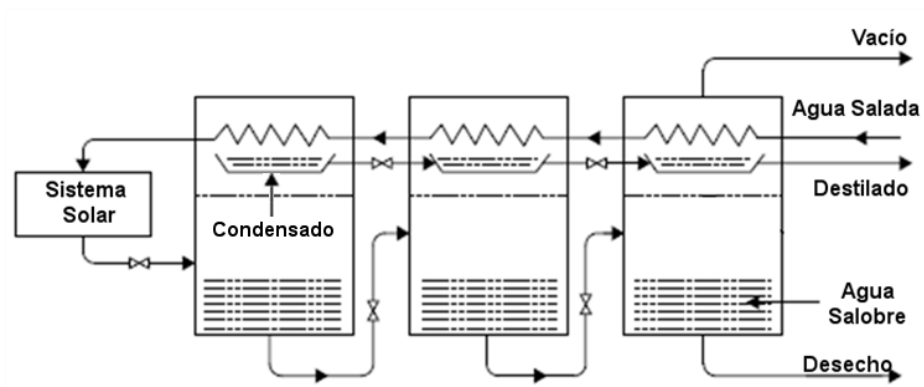 Vacío
Agua Salada
Sistema
Solar
Condensado
Destilado
Agua
Salobre
Desecho